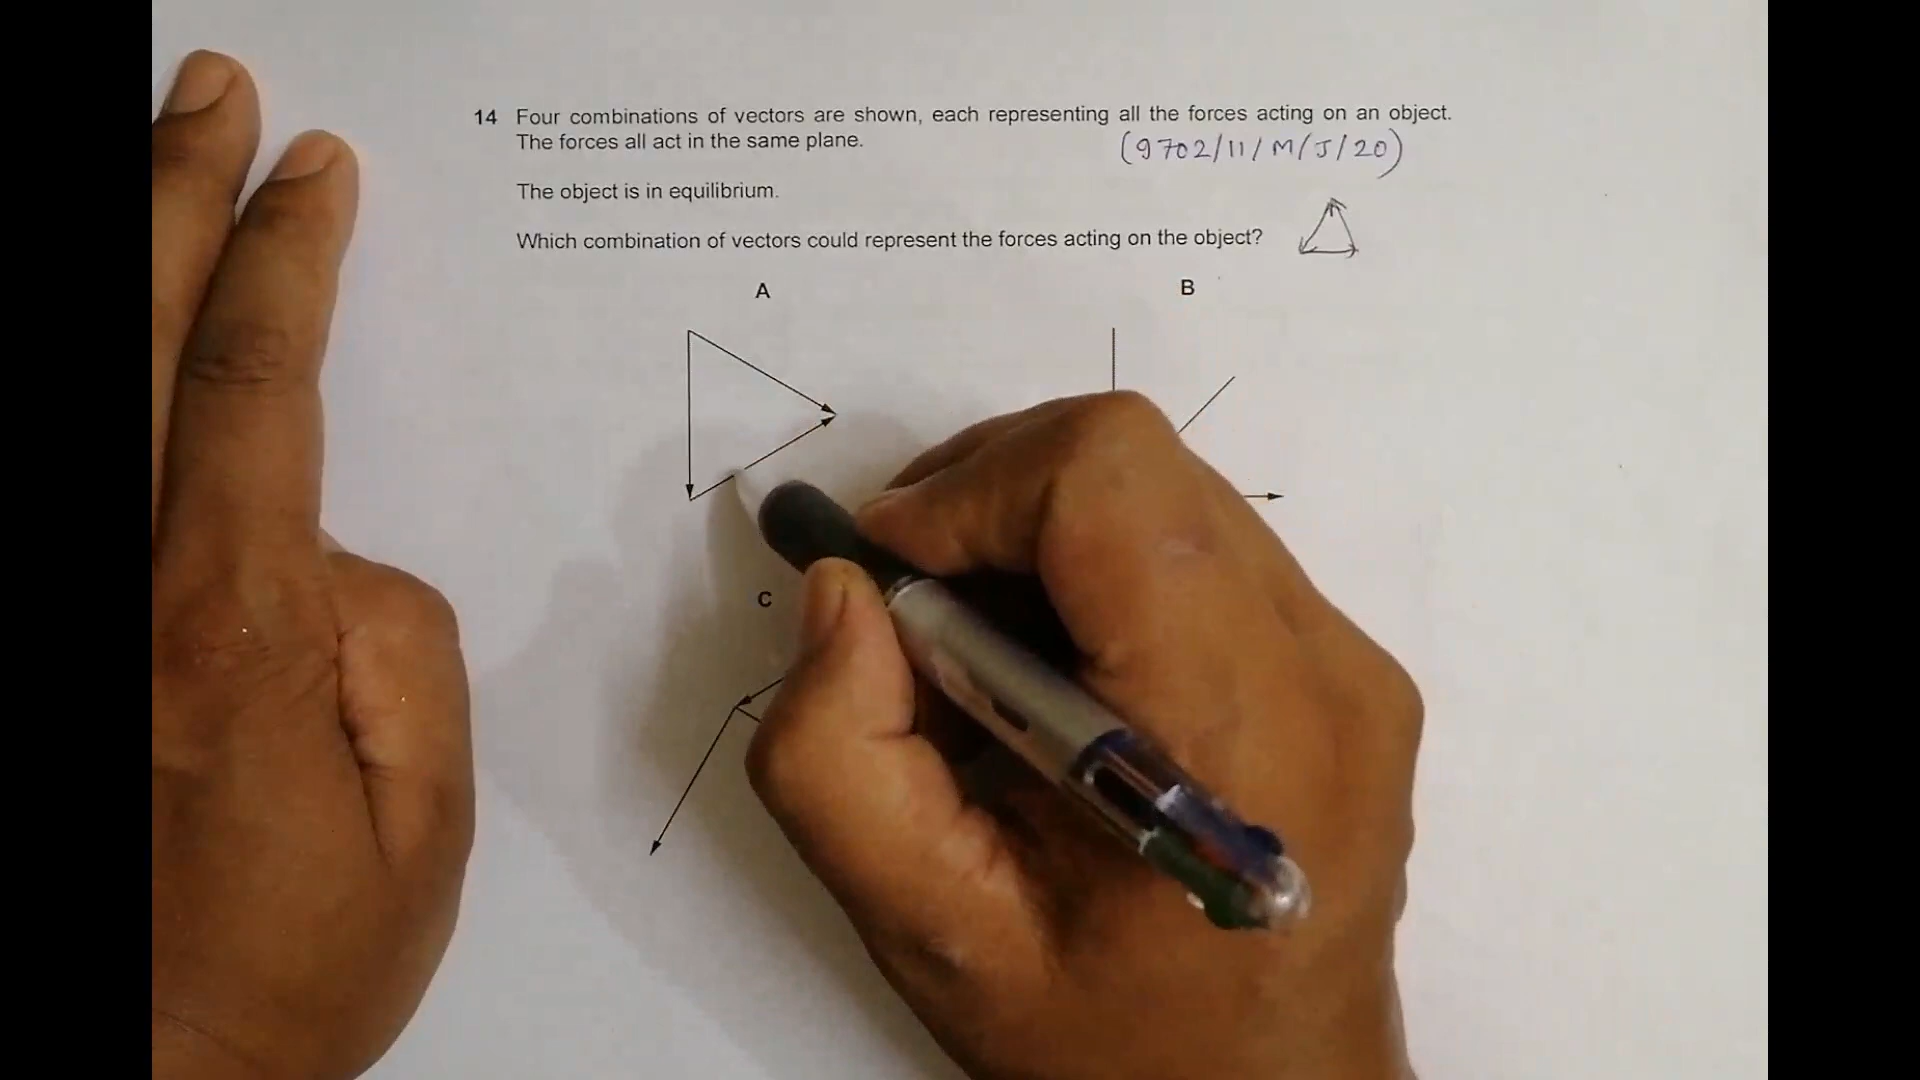 14 Four combinations of vectors are shown, each representing all the forces acting on an object.
The forces all act in the same plane.
(9702/11/M/J/20)
The object is in equilibrium.
Which combination of vectors could represent the forces acting on the object?
A
B
C